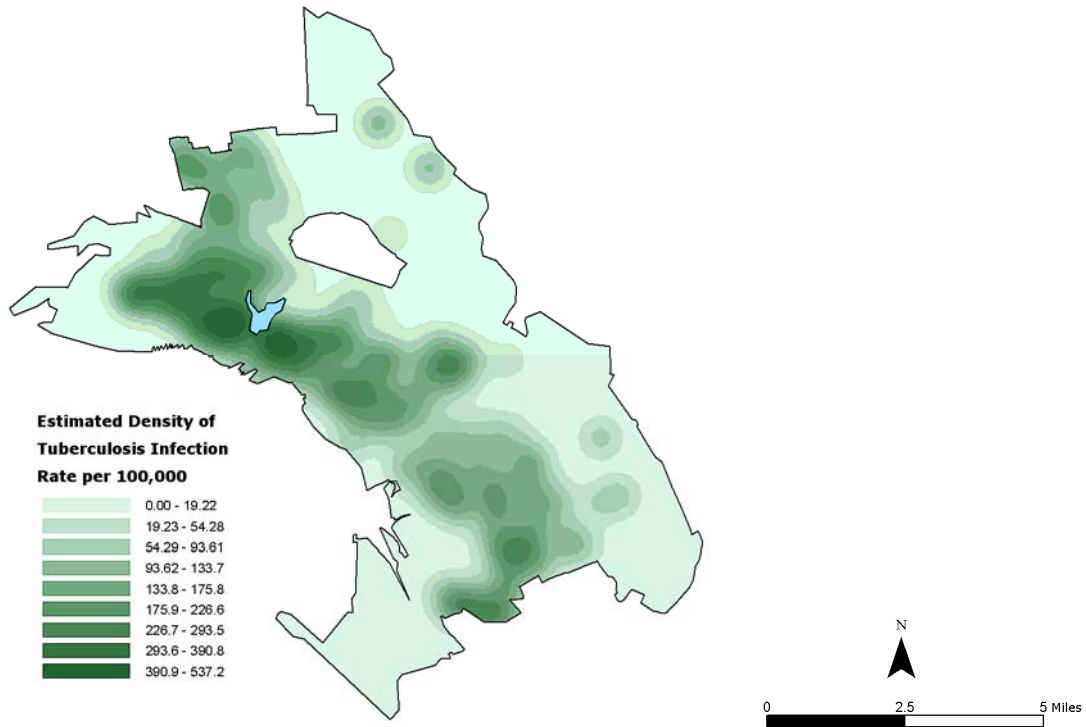 Estimated Density of
Tuberculosis Infection
Rate per 100,000
0.00 - 19.22
19.23 - 54.28
54.29 - 93.61
93.62 - 133.7
133.8 - 175.8
175.9 - 226.6
226.7 - 293.5
293.6 - 390.8
390.9 - 537.2
N
0 2.5 5 Miles